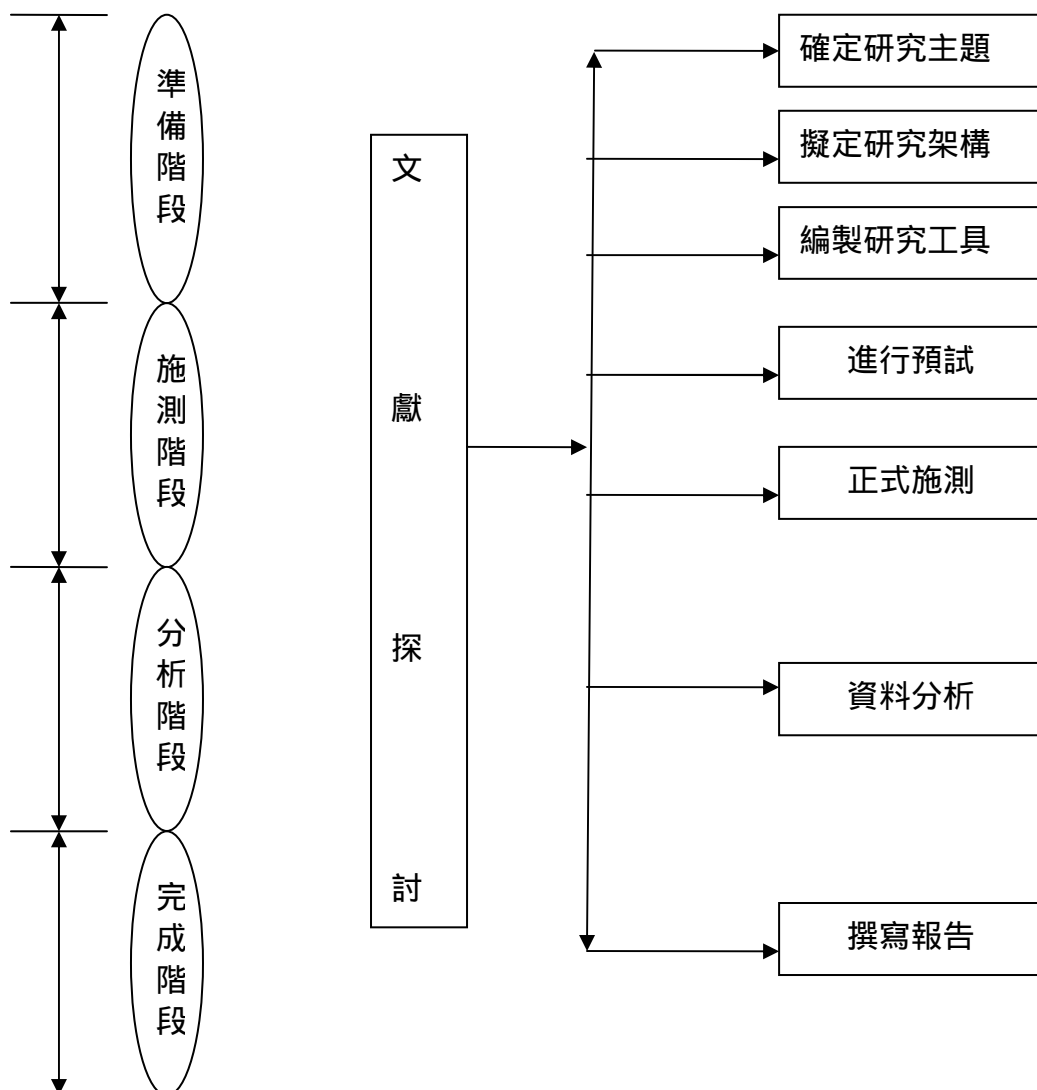 準備階段
施測階段
分析階段
完成階段
文獻探討
確定研究主題
擬定研究架構
編製研究工具
進行預試
正式施測
資料分析
撰寫報告